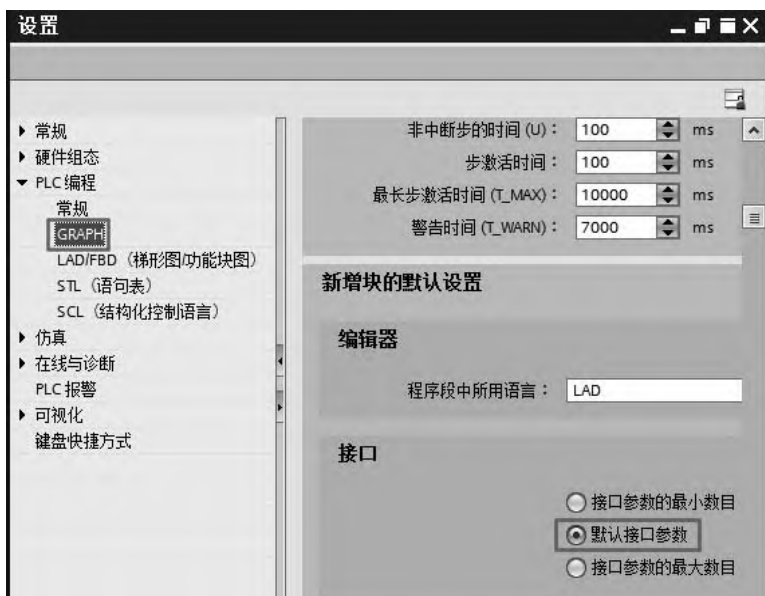 设置
常规
硬件组态
PLC 编程
常规
GRAPH
LAD/FBD（梯形图/功能块图）
STL（语句表）
SCL（结构化控制语言）
仿真
在线与诊断
PLC 报警
可视化
键盘快捷方式
非中断步的时间 (U)： 100 ms
步激活时间： 100 ms
最长步激活时间 (T_MAX)： 10000 ms
警告时间 (T_WARN)： 7000 ms
新增块的默认设置
编辑器
程序段中所用语言： LAD
接口
接口参数的最小数目
默认接口参数
接口参数的最大数目